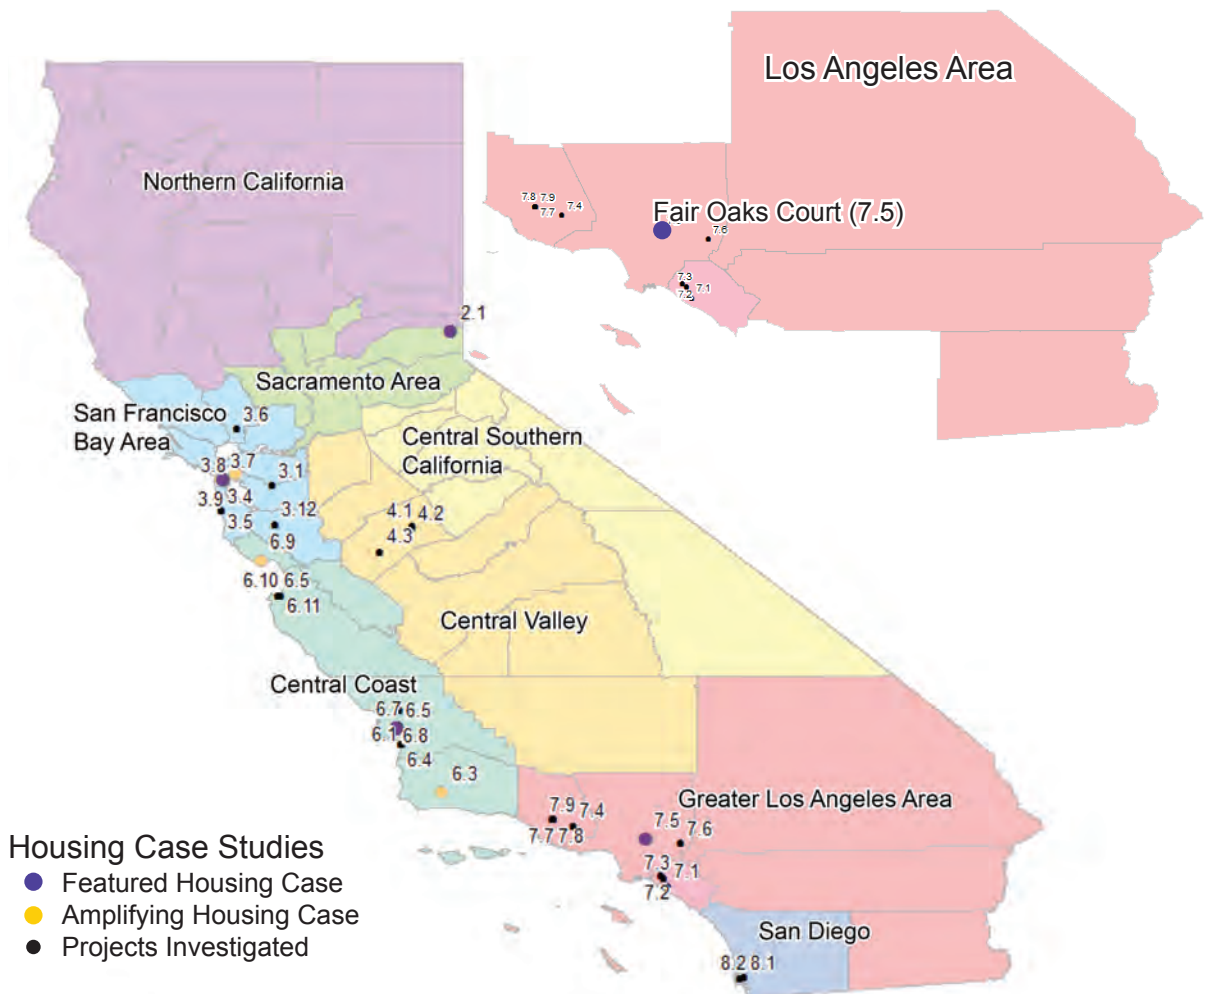 Los Angeles Area
7.8 7.9
7.7
7.4
Fair Oaks Court (7.5)
7.6
7.3
7.1
7.2
Northern California
2.1
Sacramento Area
San Francisco
Bay Area
3.6
Central Southern
California
3.8 3.7
3.1
3.9 3.4
3.5
3.12
4.1 4.2
4.3
6.9
6.10 6.5
6.11
Central Valley
Central Coast
6.7 6.5
6.1 6.8
6.4
6.3
Greater Los Angeles Area
7.9 7.4
7.7 7.8
7.5
7.6
7.3
7.1
7.2
San Diego
8.2 8.1
Housing Case Studies
Featured Housing Case
Amplifying Housing Case
Projects Investigated